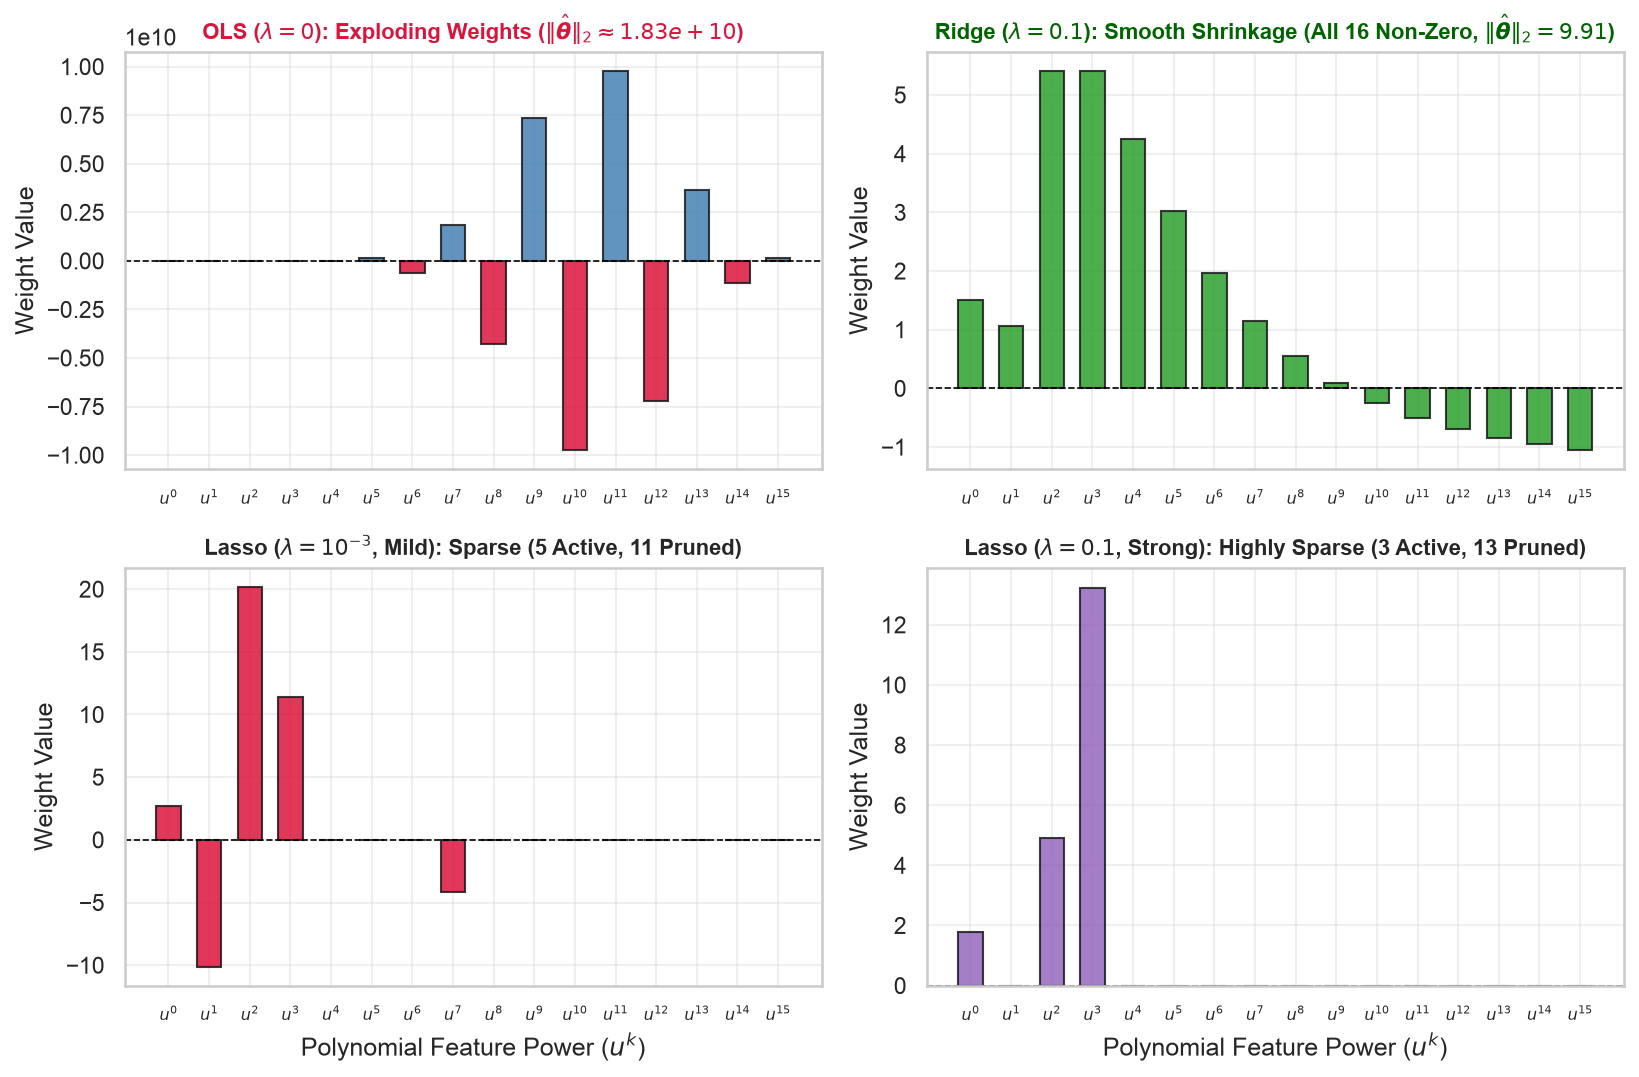 OLS (λ = 0): Exploding Weights (‖θ̂‖₂ ≈ 1.83e + 10)
1e10
1.00
0.75
0.50
0.25
0.00
−0.25
−0.50
−0.75
−1.00
Weight Value
u⁰ u¹ u² u³ u⁴ u⁵ u⁶ u⁷ u⁸ u⁹ u¹⁰ u¹¹ u¹² u¹³ u¹⁴ u¹⁵
Ridge (λ = 0.1): Smooth Shrinkage (All 16 Non-Zero, ‖θ̂‖₂ = 9.91)
5
4
3
2
1
0
−1
Weight Value
u⁰ u¹ u² u³ u⁴ u⁵ u⁶ u⁷ u⁸ u⁹ u¹⁰ u¹¹ u¹² u¹³ u¹⁴ u¹⁵
Lasso (λ = 10⁻³, Mild): Sparse (5 Active, 11 Pruned)
20
15
10
5
0
−5
−10
Weight Value
u⁰ u¹ u² u³ u⁴ u⁵ u⁶ u⁷ u⁸ u⁹ u¹⁰ u¹¹ u¹² u¹³ u¹⁴ u¹⁵
Polynomial Feature Power (uᵏ)
Lasso (λ = 0.1, Strong): Highly Sparse (3 Active, 13 Pruned)
12
10
8
6
4
2
0
Weight Value
u⁰ u¹ u² u³ u⁴ u⁵ u⁶ u⁷ u⁸ u⁹ u¹⁰ u¹¹ u¹² u¹³ u¹⁴ u¹⁵
Polynomial Feature Power (uᵏ)